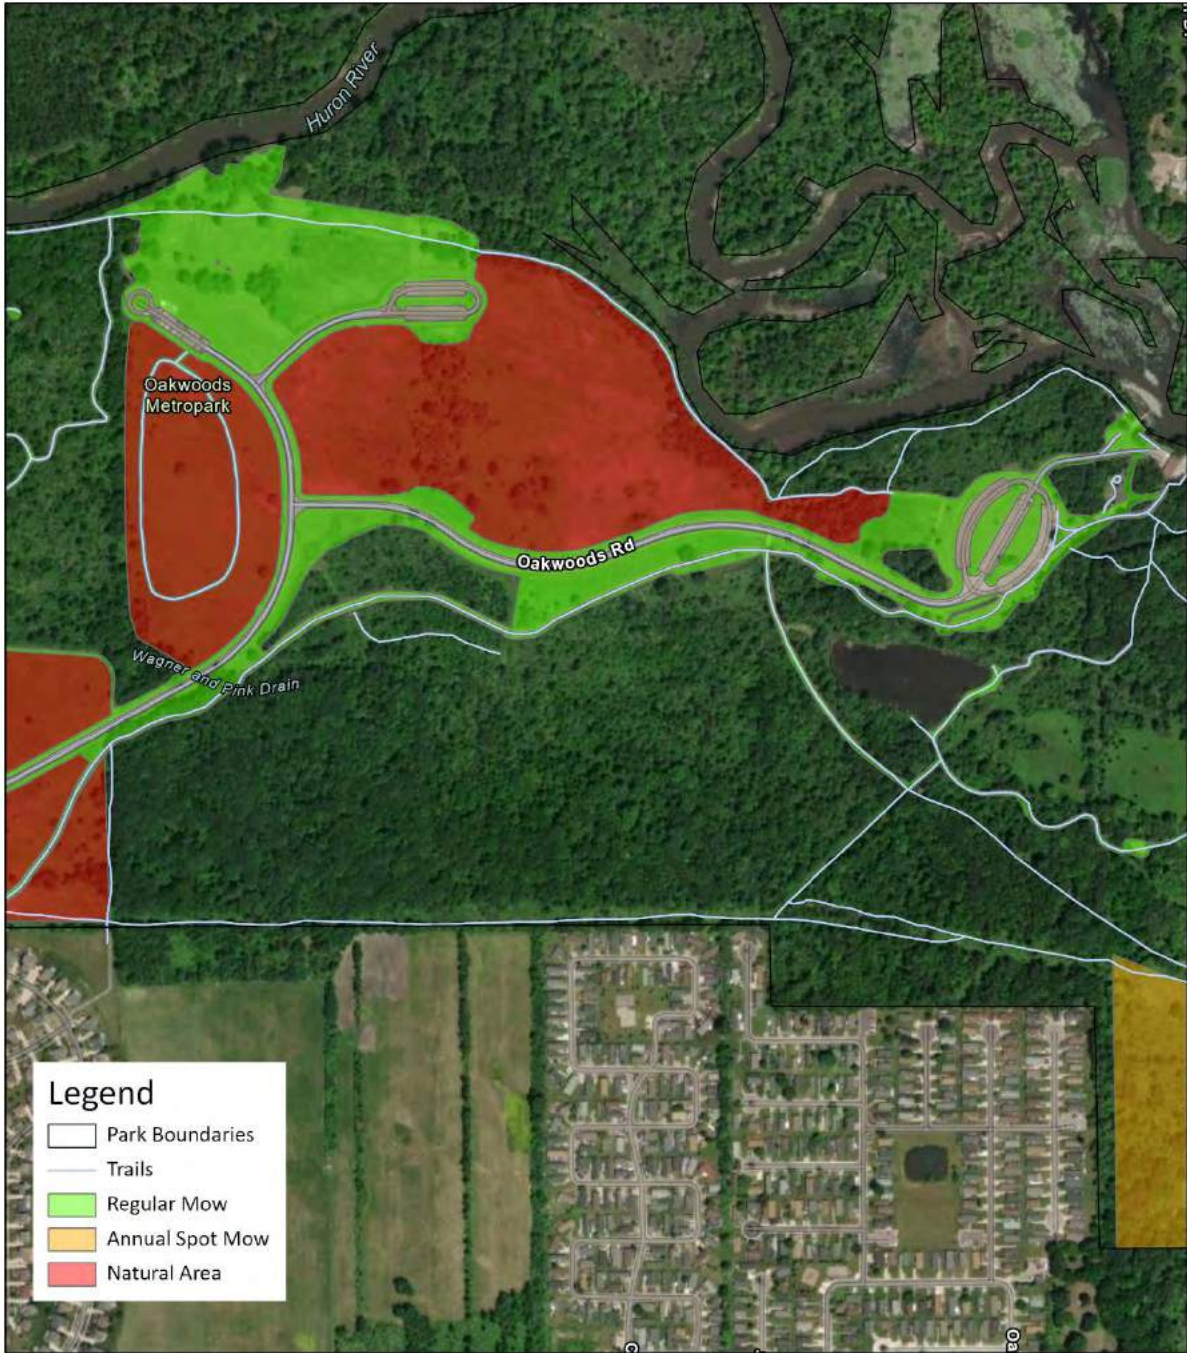 Huron River
Oakwoods
Metropark
Oakwoods Rd
Wagner and Pink Drain
Legend
Park Boundaries
Trails
Regular Mow
Annual Spot Mow
Natural Area
Oa